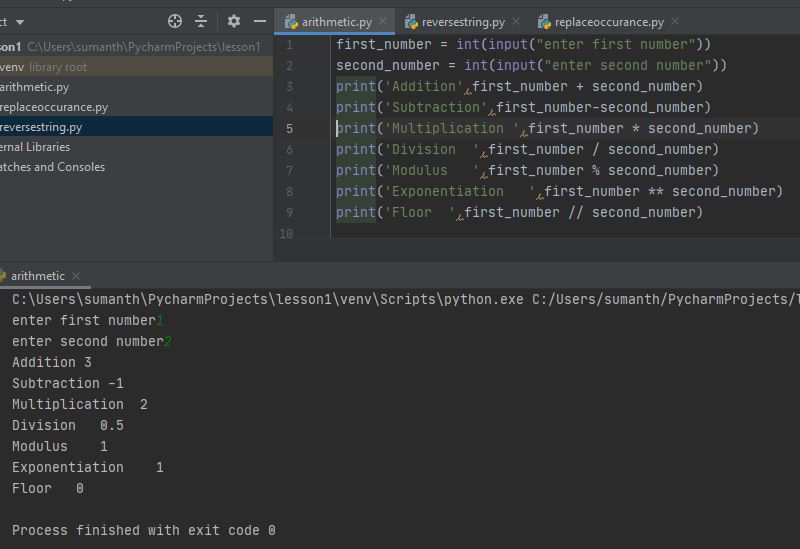 ct
arithmetic.py
reversestring.py
replaceoccurance.py
son1 C:\Users\sumanth\PycharmProjects\lesson1
venv library root
arithmetic.py
replaceoccurance.py
reversestring.py
ernal Libraries
atches and Consoles
1 first_number = int(input("enter first number"))
2 second_number = int(input("enter second number"))
3 print('Addition',first_number + second_number)
4 print('Subtraction',first_number-second_number)
5 print('Multiplication ',first_number * second_number)
6 print('Division  ',first_number / second_number)
7 print('Modulus   ',first_number % second_number)
8 print('Exponentiation   ',first_number ** second_number)
9 print('Floor  ',first_number // second_number)
10
arithmetic
C:\Users\sumanth\PycharmProjects\lesson1\venv\Scripts\python.exe C:/Users/sumanth/PycharmProjects/l
enter first number1
enter second number2
Addition 3
Subtraction -1
Multiplication  2
Division   0.5
Modulus    1
Exponentiation    1
Floor   0
Process finished with exit code 0